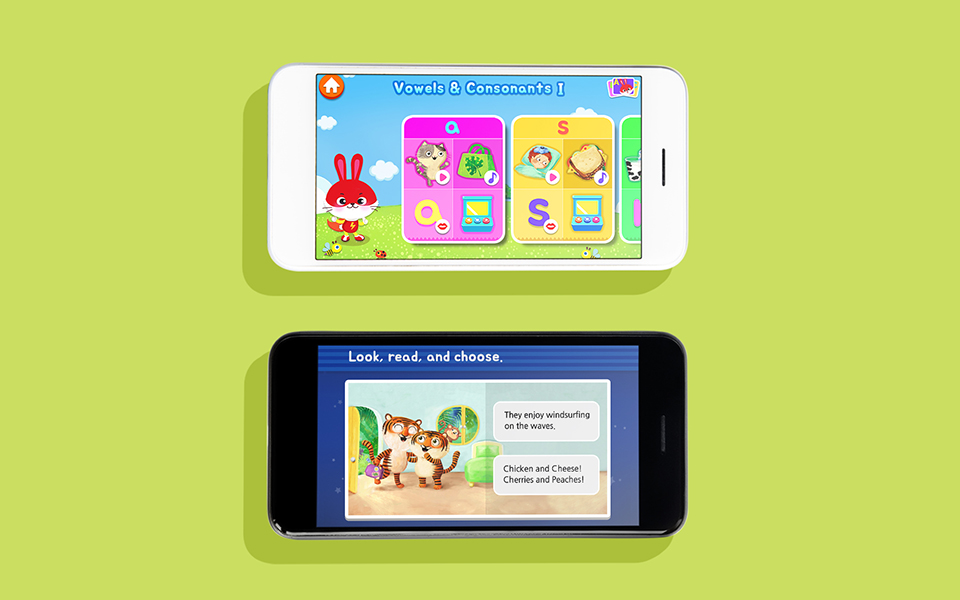 Vowels & Consonants I
a
s
a
s
Look, read, and choose.
They enjoy windsurfing
on the waves.
Chicken and Cheese!
Cherries and Peaches!